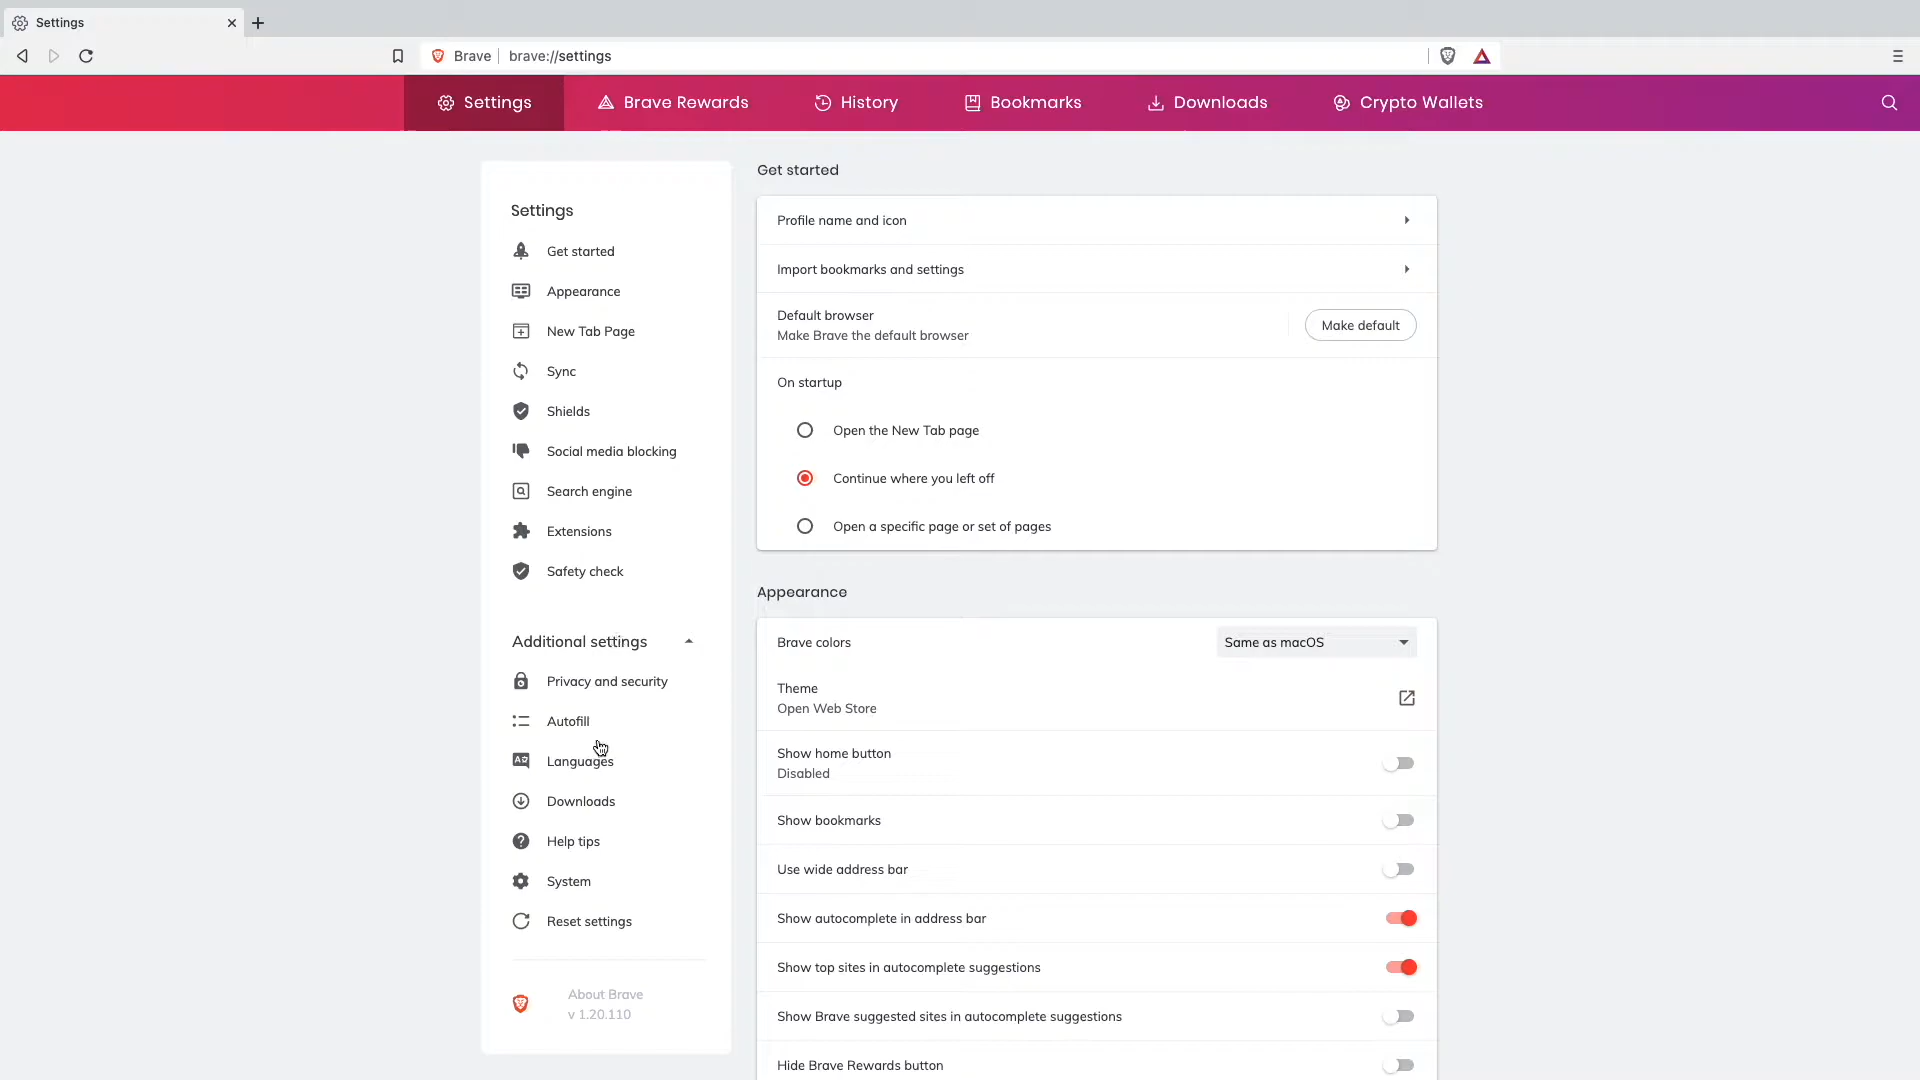 Settings
Brave
brave://settings
Settings
Brave Rewards
History
Bookmarks
Downloads
Crypto Wallets
Settings
Get started
Appearance
New Tab Page
Sync
Shields
Social media blocking
Search engine
Extensions
Safety check
Additional settings
Privacy and security
Autofill
Languages
Downloads
Help tips
System
Reset settings
About Brave
v 1.20.110
Get started
Profile name and icon
Import bookmarks and settings
Default browser
Make Brave the default browser
Make default
On startup
Open the New Tab page
Continue where you left off
Open a specific page or set of pages
Appearance
Brave colors
Same as macOS
Theme
Open Web Store
Show home button
Disabled
Show bookmarks
Use wide address bar
Show autocomplete in address bar
Show top sites in autocomplete suggestions
Show Brave suggested sites in autocomplete suggestions
Hide Brave Rewards button